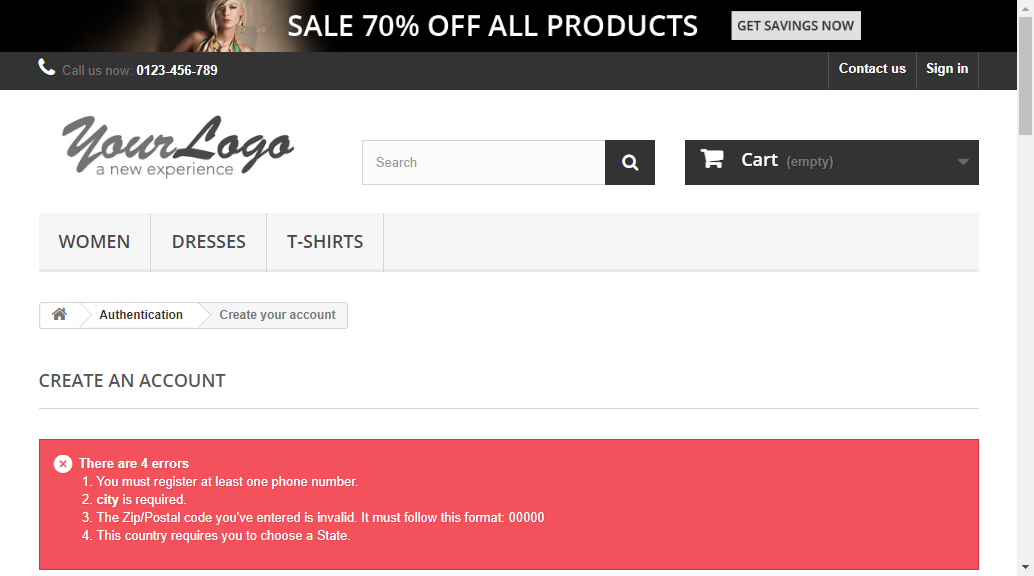 SALE 70% OFF ALL PRODUCTS
GET SAVINGS NOW
Call us now: 0123-456-789
Contact us
Sign in
YourLogo
a new experience
Search
Cart (empty)
WOMEN
DRESSES
T-SHIRTS
Authentication
Create your account
CREATE AN ACCOUNT
There are 4 errors
1. You must register at least one phone number.
2. city is required.
3. The Zip/Postal code you've entered is invalid. It must follow this format: 00000
4. This country requires you to choose a State.